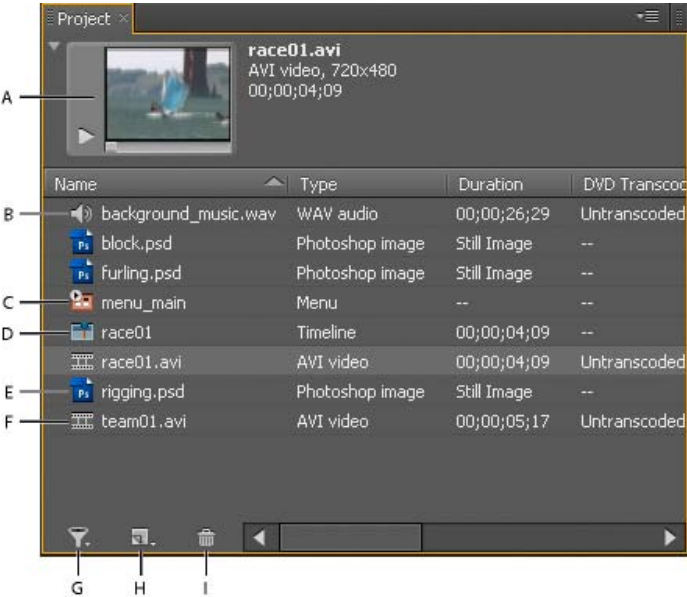 Project ×
race01.avi
AVI video, 720x480
00;00;04;09
A
Name Type Duration DVD Transcod
B background_music.wav WAV audio 00;00;26;29 Untranscoded
Ps block.psd Photoshop image Still Image --
Ps furling.psd Photoshop image Still Image --
C menu_main Menu -- --
D race01 Timeline 00;00;04;09 --
race01.avi AVI video 00;00;04;09 Untranscoded
E Ps rigging.psd Photoshop image Still Image --
F team01.avi AVI video 00;00;05;17 Untranscoded
G H I